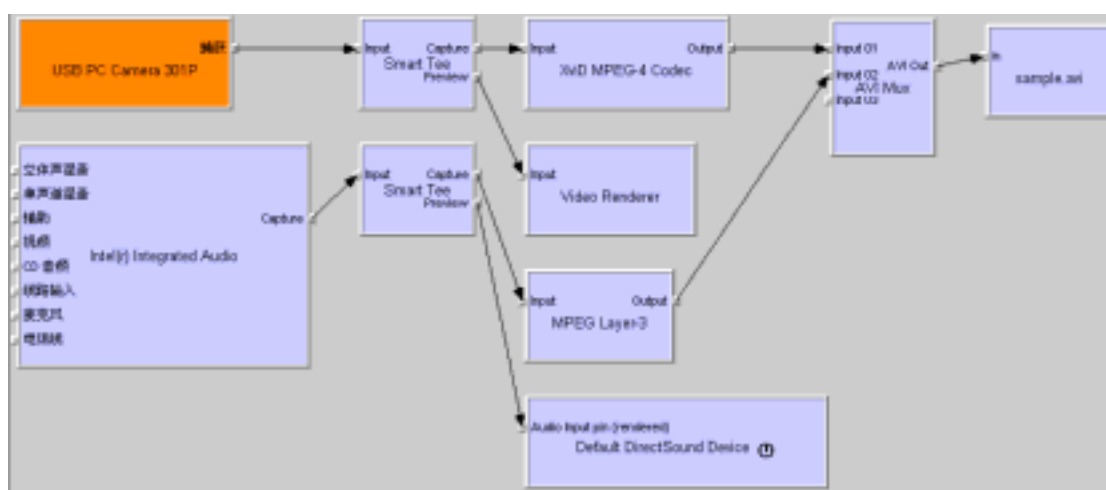 捕获
USB PC Camera 301P
Input Capture
Smart Tee
Preview
Input Output
XviD MPEG-4 Codec
Input 01
AVI Out
Input 02
AVI Mux
Input 03
In
sample.avi
立体声混音
单声道混音
辅助
视频
CD 音频
线路输入
麦克风
电话线
Capture
Intel(r) Integrated Audio
Input Capture
Smart Tee
Preview
Input
Video Renderer
Input Output
MPEG Layer-3
Audio Input pin (rendered)
Default DirectSound Device